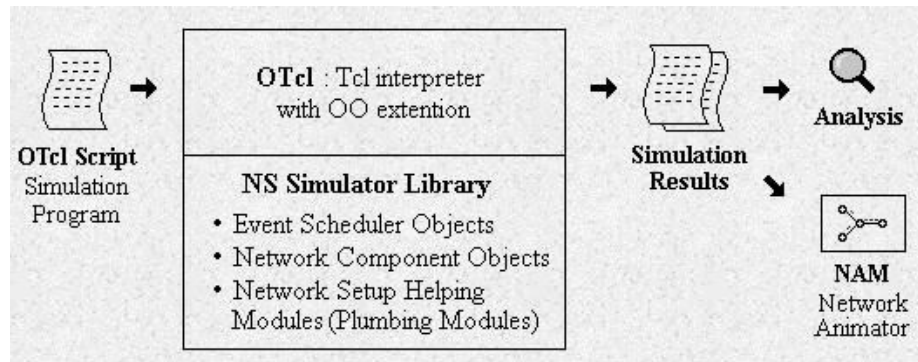 OTcl Script
Simulation
Program
OTcl : Tcl interpreter
with OO extention
NS Simulator Library
• Event Scheduler Objects
• Network Component Objects
• Network Setup Helping
Modules (Plumbing Modules)
Simulation
Results
Analysis
NAM
Network
Animator